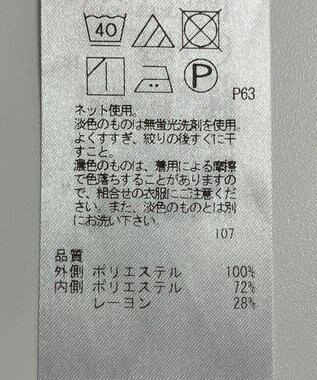 40
P
P63
ネット使用。
淡色のものは無蛍光洗剤を使用。
よくすすぎ、絞りの後すぐに干
すこと。
濃色のものは、着用による摩擦
で色落ちすることがありますの
で、組合せの衣服にご注意くだ
さい。また、淡色のものとは別
にお洗い下さい。
107
品質
外側 ポリエステル 100%
内側 ポリエステル 72%
レーヨン 28%